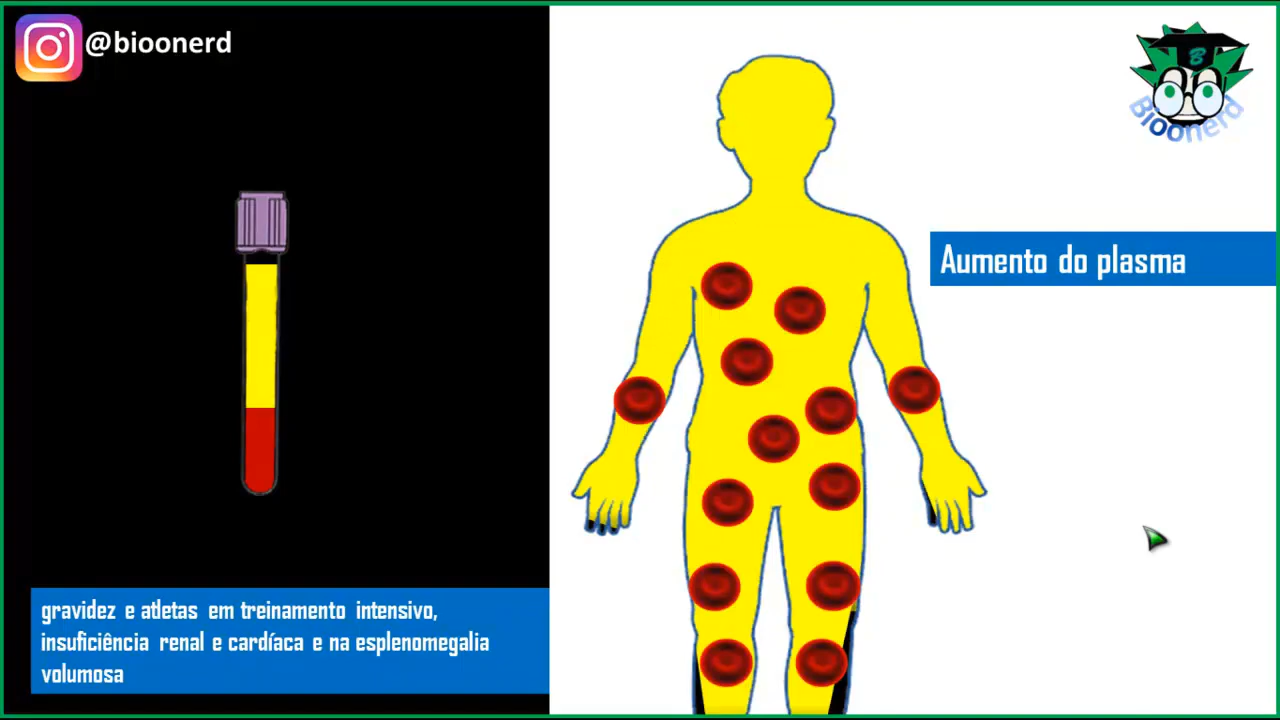 @bioonerd
B
Bioonerd
Aumento do plasma
gravidez e atletas em treinamento intensivo,
insuficiência renal e cardíaca e na esplenomegalia
volumosa